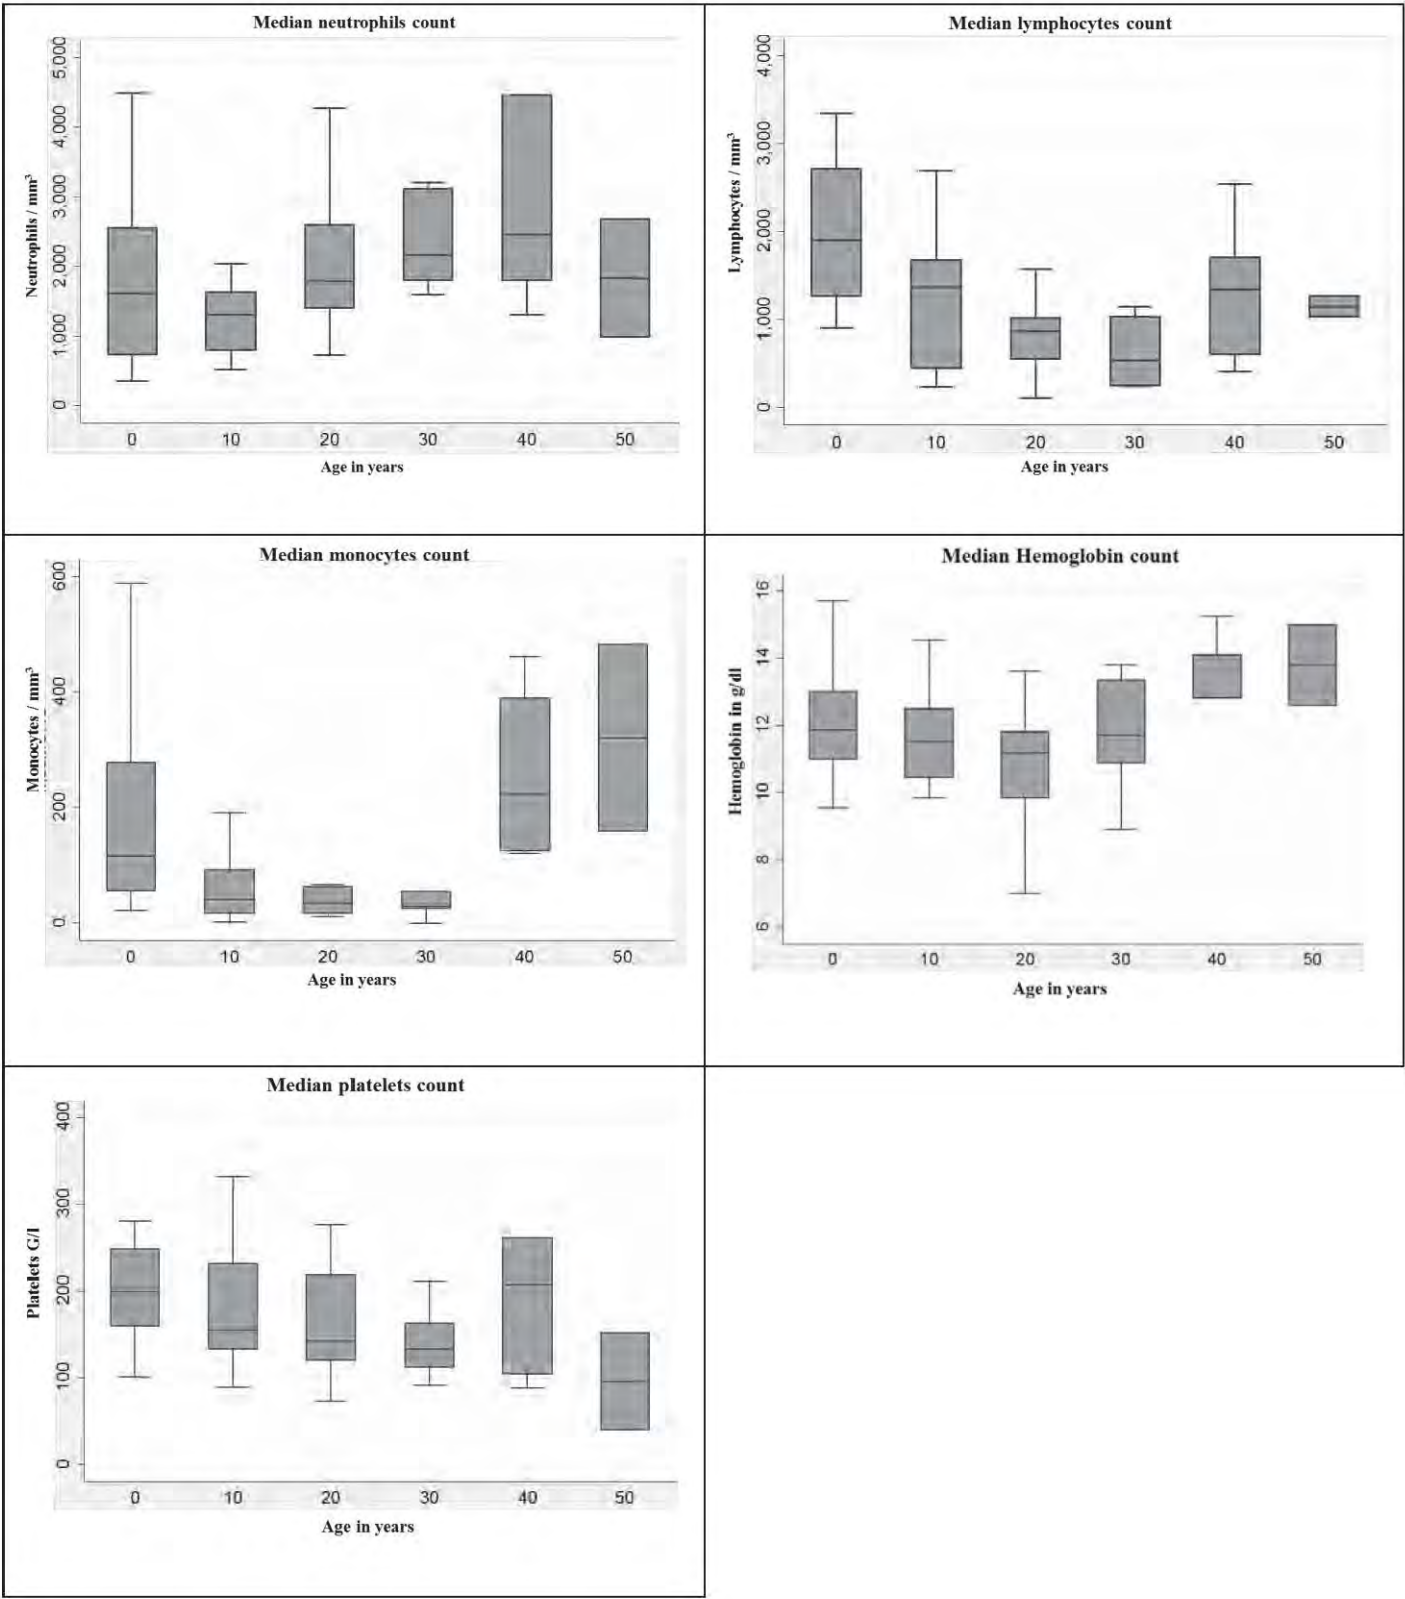 Median neutrophils count
5,000
4,000
3,000
2,000
1,000
0
Neutrophils / mm³
0 10 20 30 40 50
Age in years
Median lymphocytes count
4,000
3,000
2,000
1,000
0
Lymphocytes / mm³
0 10 20 30 40 50
Age in years
Median monocytes count
600
400
200
0
Monocytes / mm³
0 10 20 30 40 50
Age in years
Median Hemoglobin count
16
14
12
10
8
6
Hemoglobin in g/dl
0 10 20 30 40 50
Age in years
Median platelets count
400
300
200
100
0
Platelets G/l
0 10 20 30 40 50
Age in years